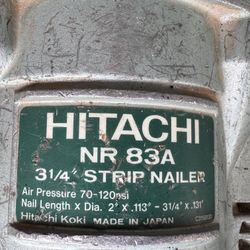 HITACHI
NR 83A
3 1/4" STRIP NAILER
Air Pressure 70-120psi
Nail Length x Dia. 2" x .113" - 3 1/4" x .131"
Hitachi Koki MADE IN JAPAN